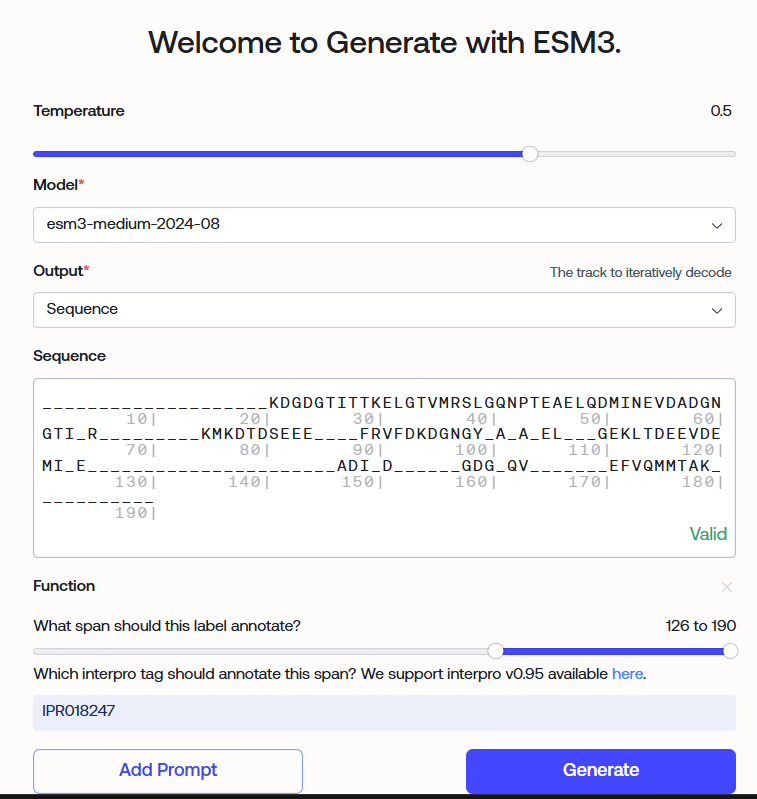 Welcome to Generate with ESM3.
Temperature 0.5
Model*
esm3-medium-2024-08
Output* The track to iteratively decode
Sequence
Sequence
____________________KDGDGTITTKELGTVMRSLGQNPTEAELQDMINEVDADGN
10| 20| 30| 40| 50| 60|
GTI_R_________KMKDTDSEEE____FRVFDKDGNGY_A_A_EL___GEKLTDEEVDE
70| 80| 90| 100| 110| 120|
MI_E______________________ADI_D______GDG_QV_______EFVQMMTAK_
130| 140| 150| 160| 170| 180|
__________
190|
Valid
Function
What span should this label annotate? 126 to 190
Which interpro tag should annotate this span? We support interpro v0.95 available here.
IPR018247
Add Prompt Generate